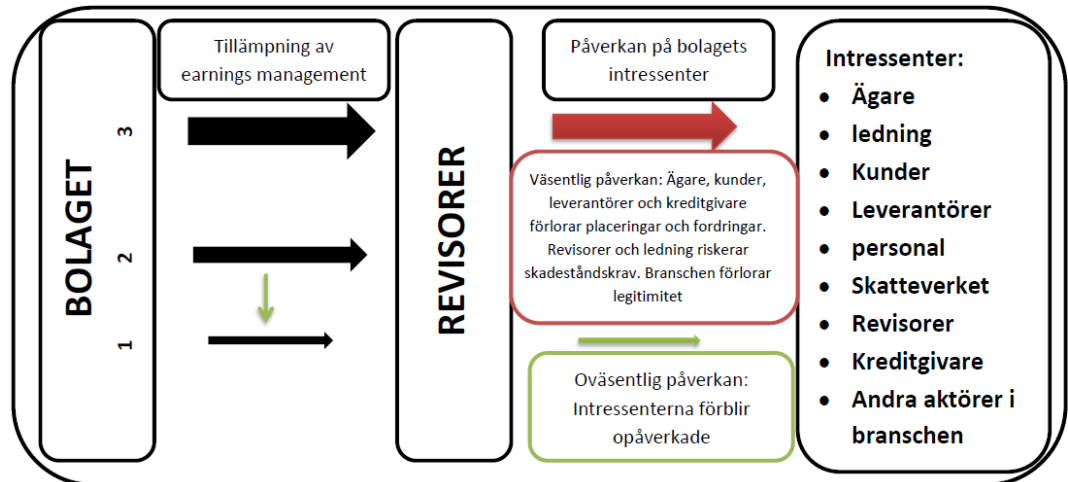 BOLAGET
3
2
1
Tillämpning av
earnings management
REVISORER
Påverkan på bolagets
intressenter
Väsentlig påverkan: Ägare, kunder,
leverantörer och kreditgivare
förlorar placeringar och fordringar.
Revisorer och ledning riskerar
skadeståndskrav. Branschen förlorar
legitimitet
Oväsentlig påverkan:
Intressenterna förblir
opåverkade
Intressenter:
• Ägare
• ledning
• Kunder
• Leverantörer
• personal
• Skatteverket
• Revisorer
• Kreditgivare
• Andra aktörer i
branschen